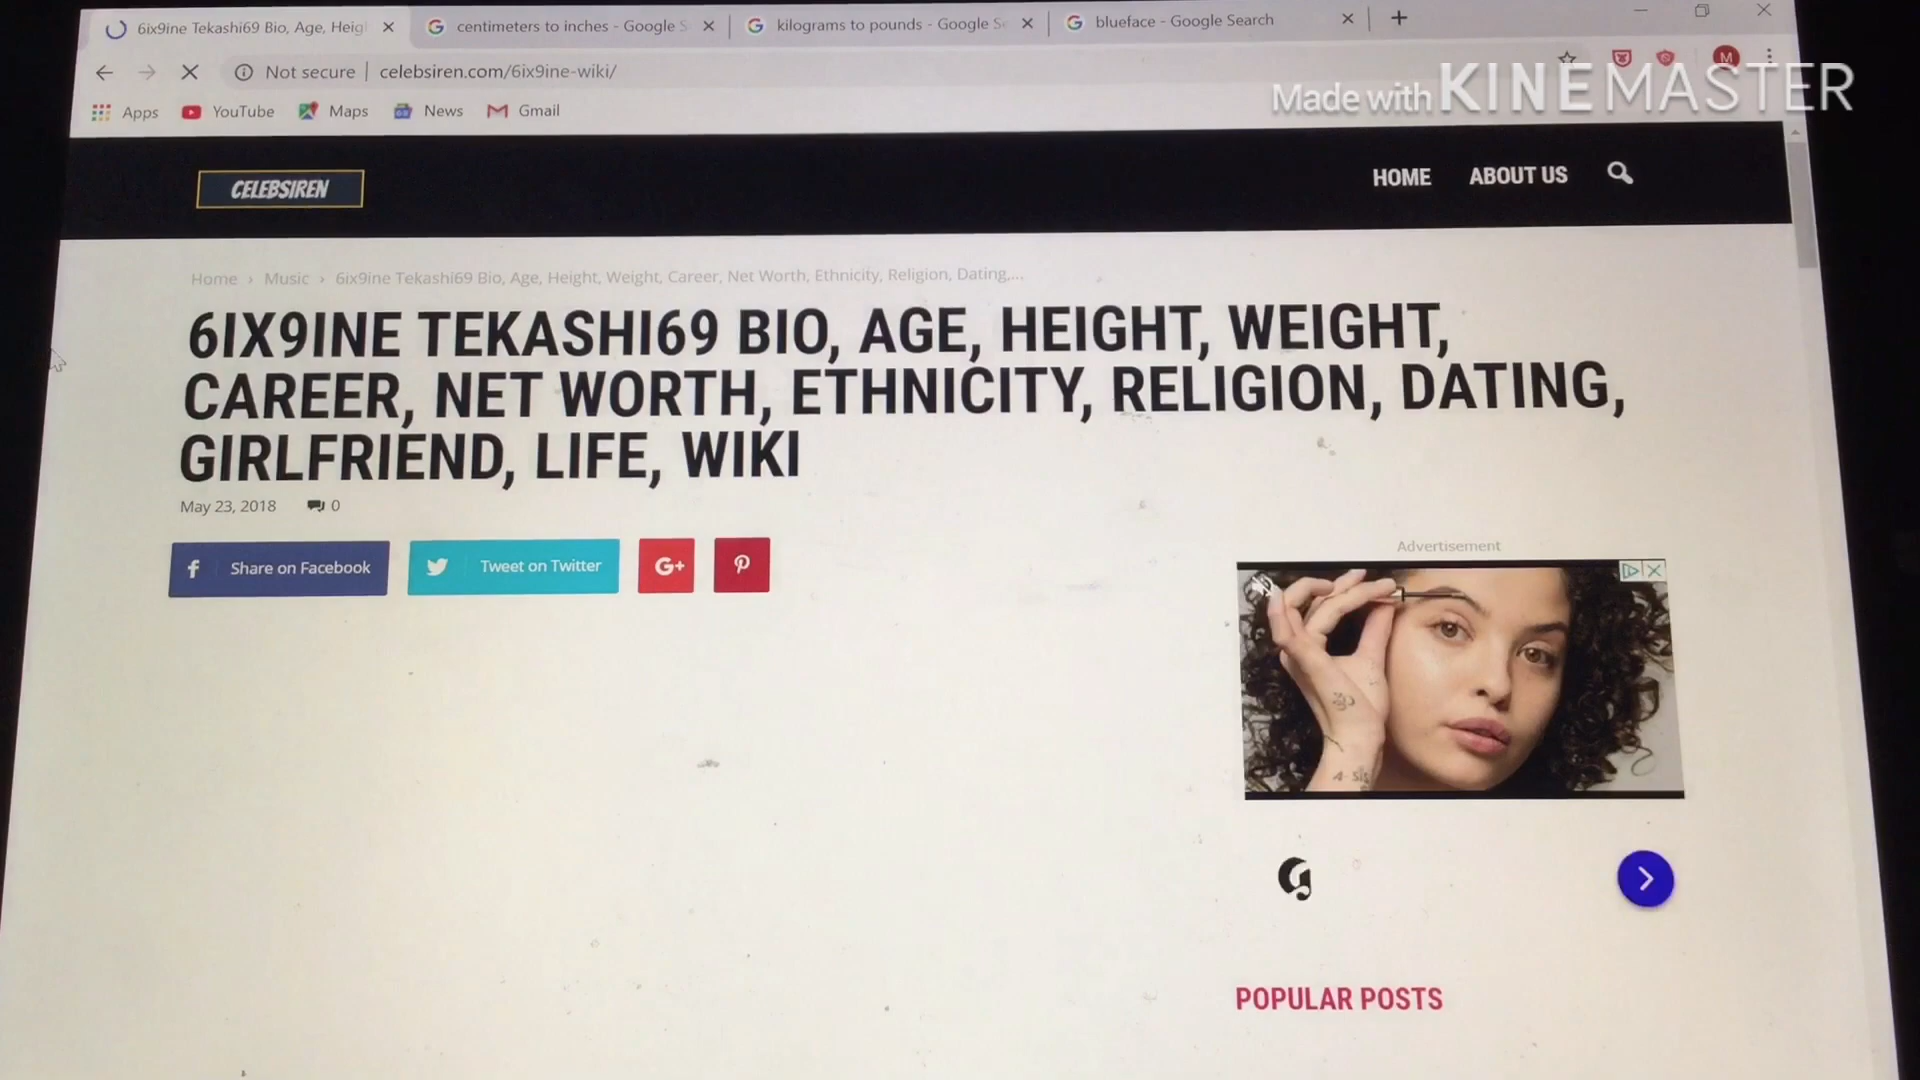 6ix9ine Tekashi69 Bio, Age, Heig
centimeters to inches - Google S
kilograms to pounds - Google Se
blueface - Google Search
Not secure
celebsiren.com/6ix9ine-wiki/
M
Made with KINEMASTER
Apps
YouTube
Maps
News
Gmail
CELEBSIREN
HOME
ABOUT US
Home › Music › 6ix9ine Tekashi69 Bio, Age, Height, Weight, Career, Net Worth, Ethnicity, Religion, Dating,...
6IX9INE TEKASHI69 BIO, AGE, HEIGHT, WEIGHT,
CAREER, NET WORTH, ETHNICITY, RELIGION, DATING,
GIRLFRIEND, LIFE, WIKI
May 23, 2018
0
Share on Facebook
Tweet on Twitter
G+
Advertisement
4-sis
POPULAR POSTS